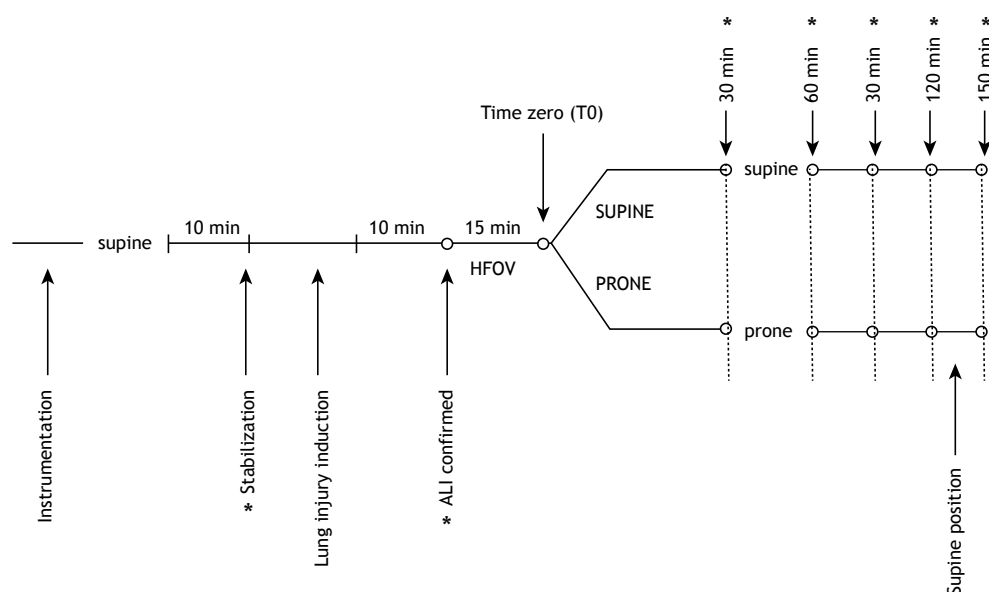 30 min *
60 min *
30 min *
120 min *
150 min *
Time zero (T0)
supine
SUPINE
10 min
10 min
15 min
supine
HFOV
PRONE
prone
Instrumentation
* Stabilization
Lung injury induction
* ALI confirmed
Supine position